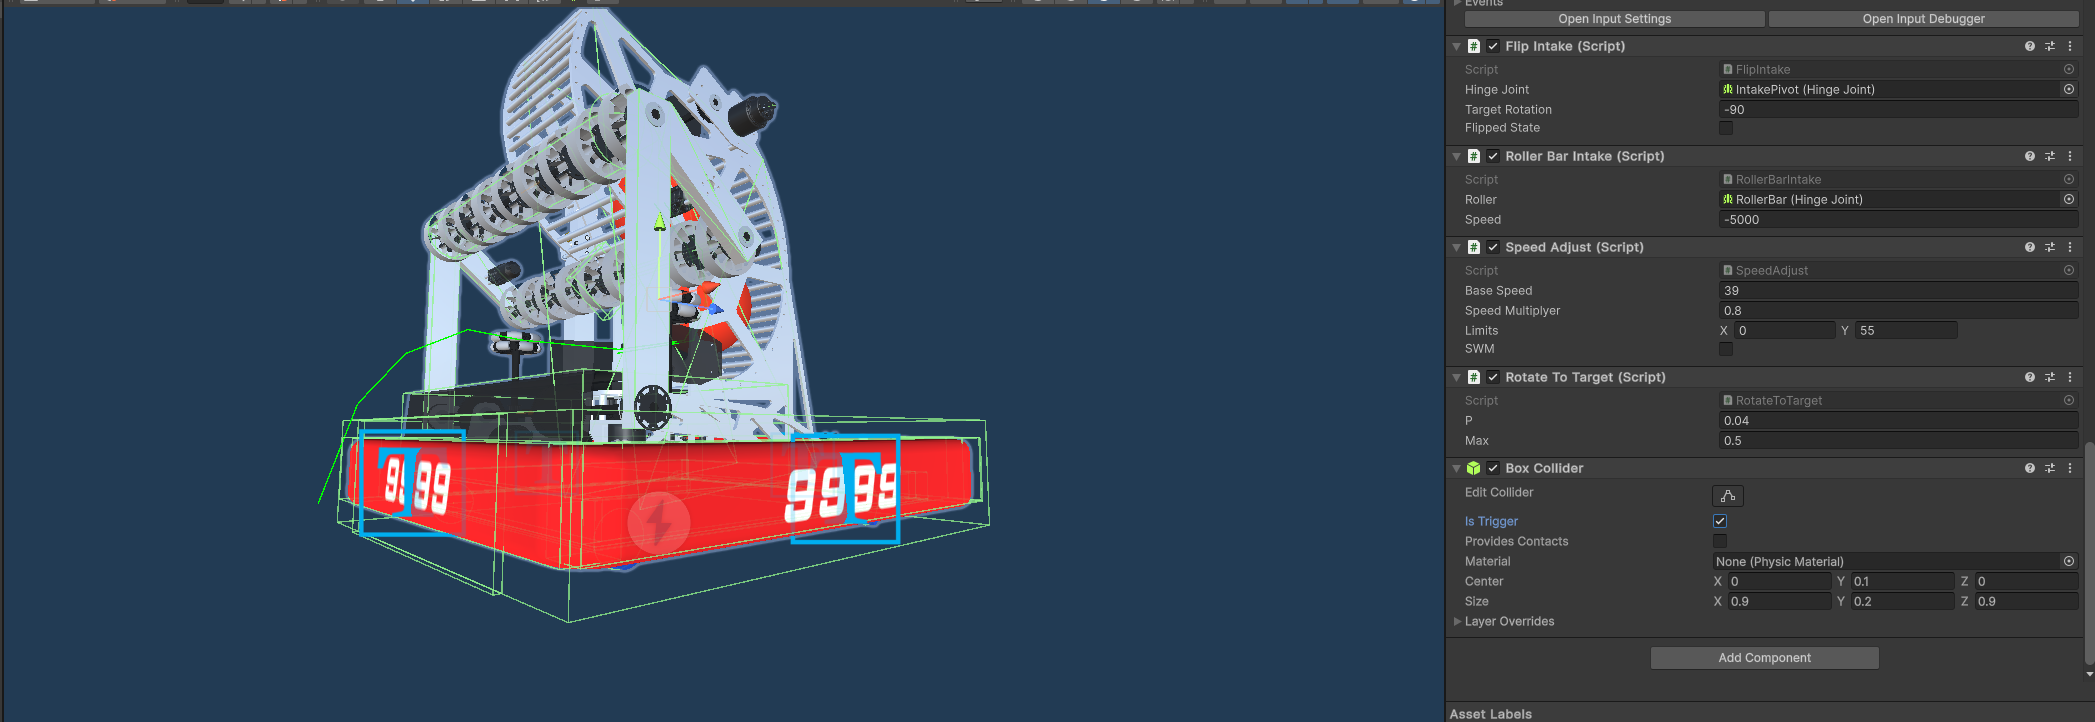 Events
Open Input Settings Open Input Debugger
Flip Intake (Script)
Script FlipIntake
Hinge Joint IntakePivot (Hinge Joint)
Target Rotation -90
Flipped State
Roller Bar Intake (Script)
Script RollerBarIntake
Roller RollerBar (Hinge Joint)
Speed -5000
Speed Adjust (Script)
Script SpeedAdjust
Base Speed 39
Speed Multiplyer 0.8
Limits X 0 Y 55
SWM
Rotate To Target (Script)
Script RotateToTarget
P 0.04
Max 0.5
Box Collider
Edit Collider
Is Trigger
Provides Contacts
Material None (Physic Material)
Center X 0 Y 0.1 Z 0
Size X 0.9 Y 0.2 Z 0.9
Layer Overrides
Add Component
Asset Labels
9999 9999
T T